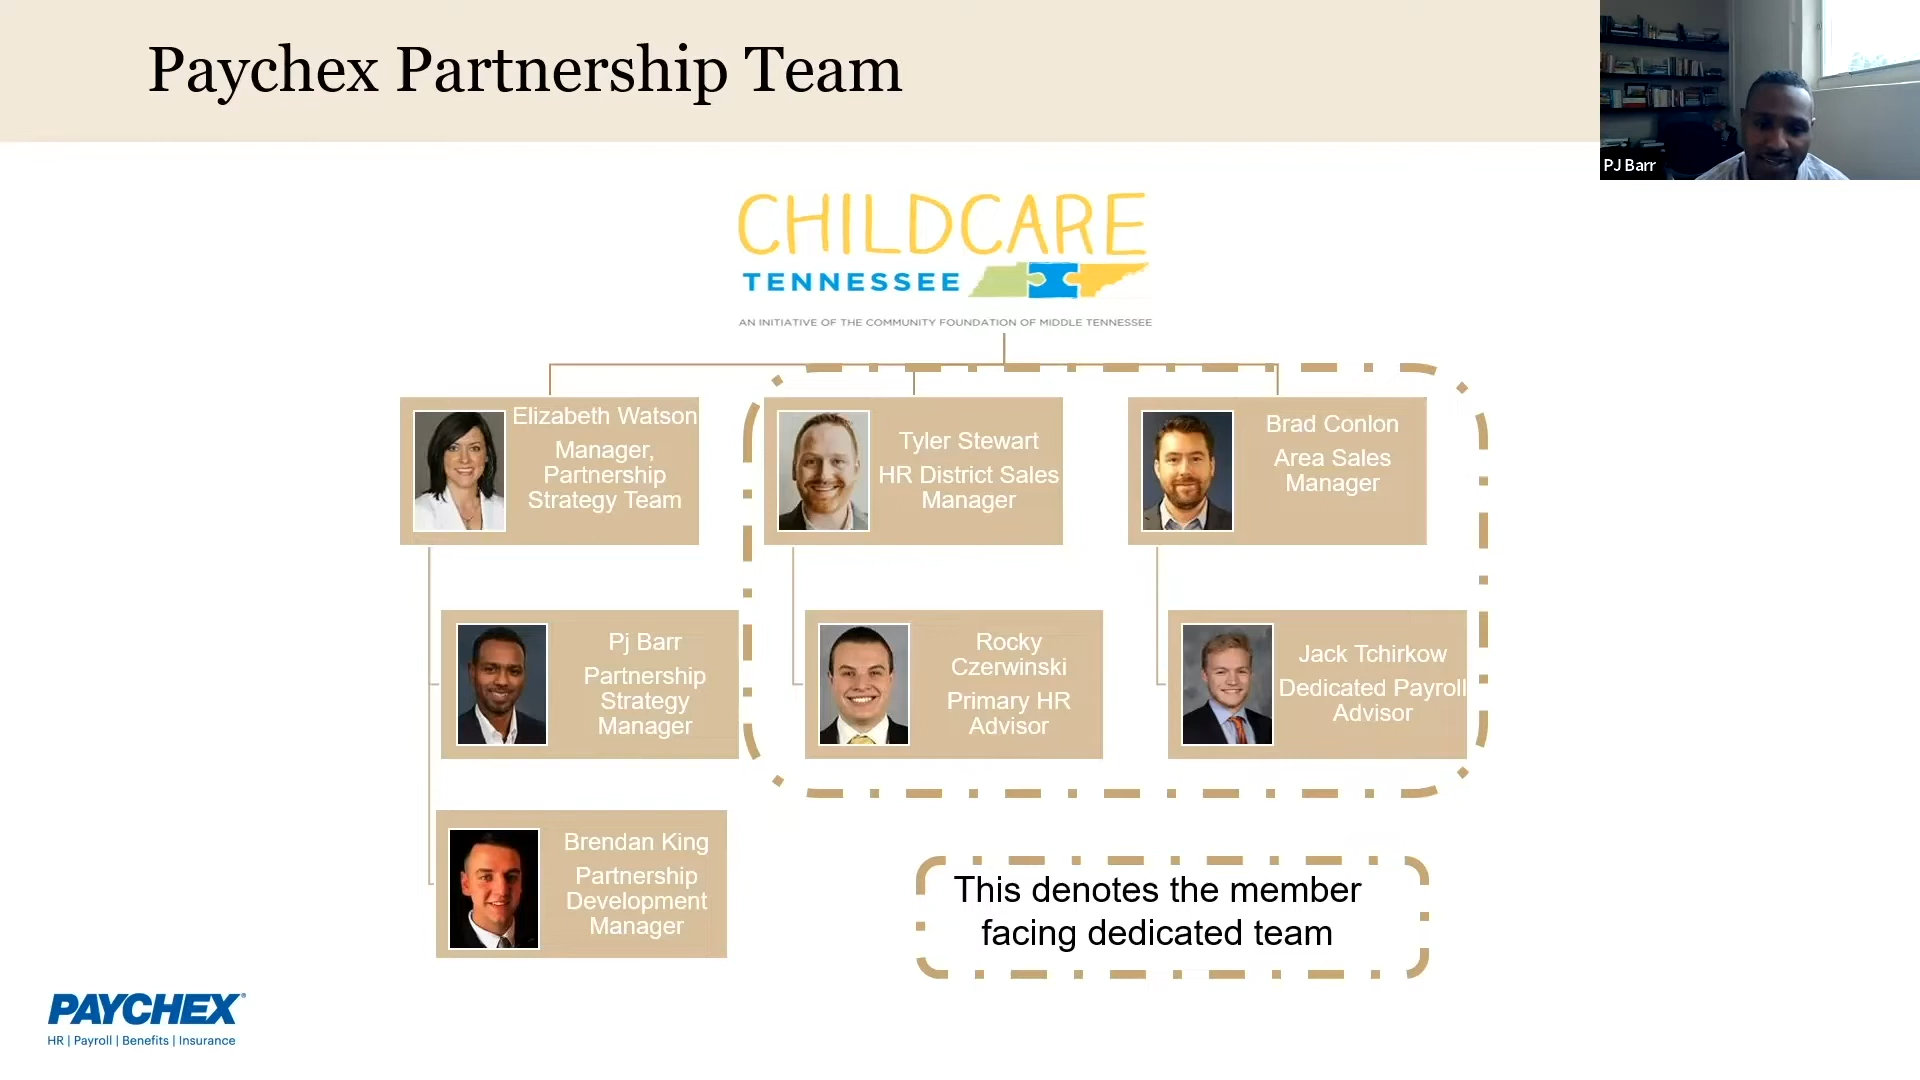 Paychex Partnership Team
PJ Barr
CHILDCARE
TENNESSEE
AN INITIATIVE OF THE COMMUNITY FOUNDATION OF MIDDLE TENNESSEE
Elizabeth Watson
Manager,
Partnership
Strategy Team
Tyler Stewart
HR District Sales
Manager
Brad Conlon
Area Sales
Manager
Pj Barr
Partnership
Strategy
Manager
Rocky
Czerwinski
Primary HR
Advisor
Jack Tchirkow
Dedicated Payroll
Advisor
Brendan King
Partnership
Development
Manager
This denotes the member
facing dedicated team
PAYCHEX®
HR | Payroll | Benefits | Insurance